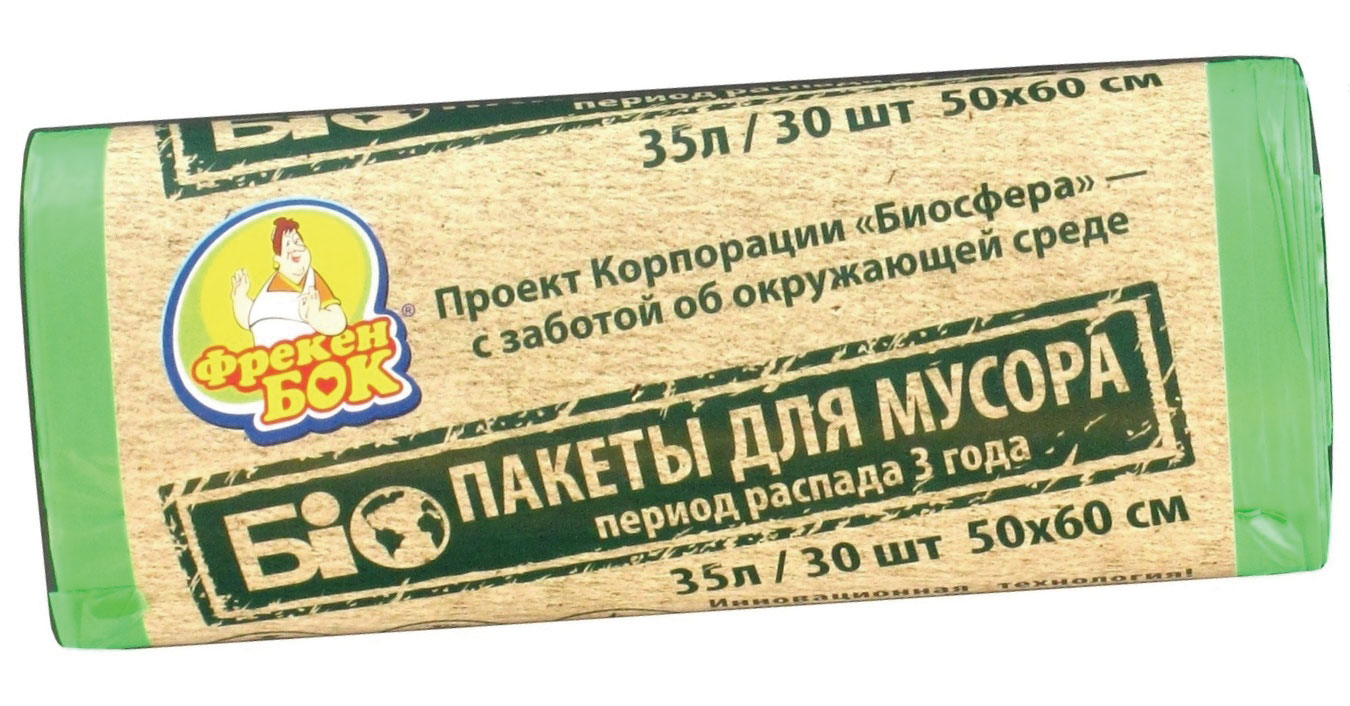 БіО
период распада
35л / 30 шт 50х60 см
Проект Корпорации «Биосфера» —
с заботой об окружающей среде
Фрекен
БОК
®
БіО ПАКЕТЫ ДЛЯ МУСОРА
период распада 3 года
35л / 30 шт 50х60 см
Инновационная технология!